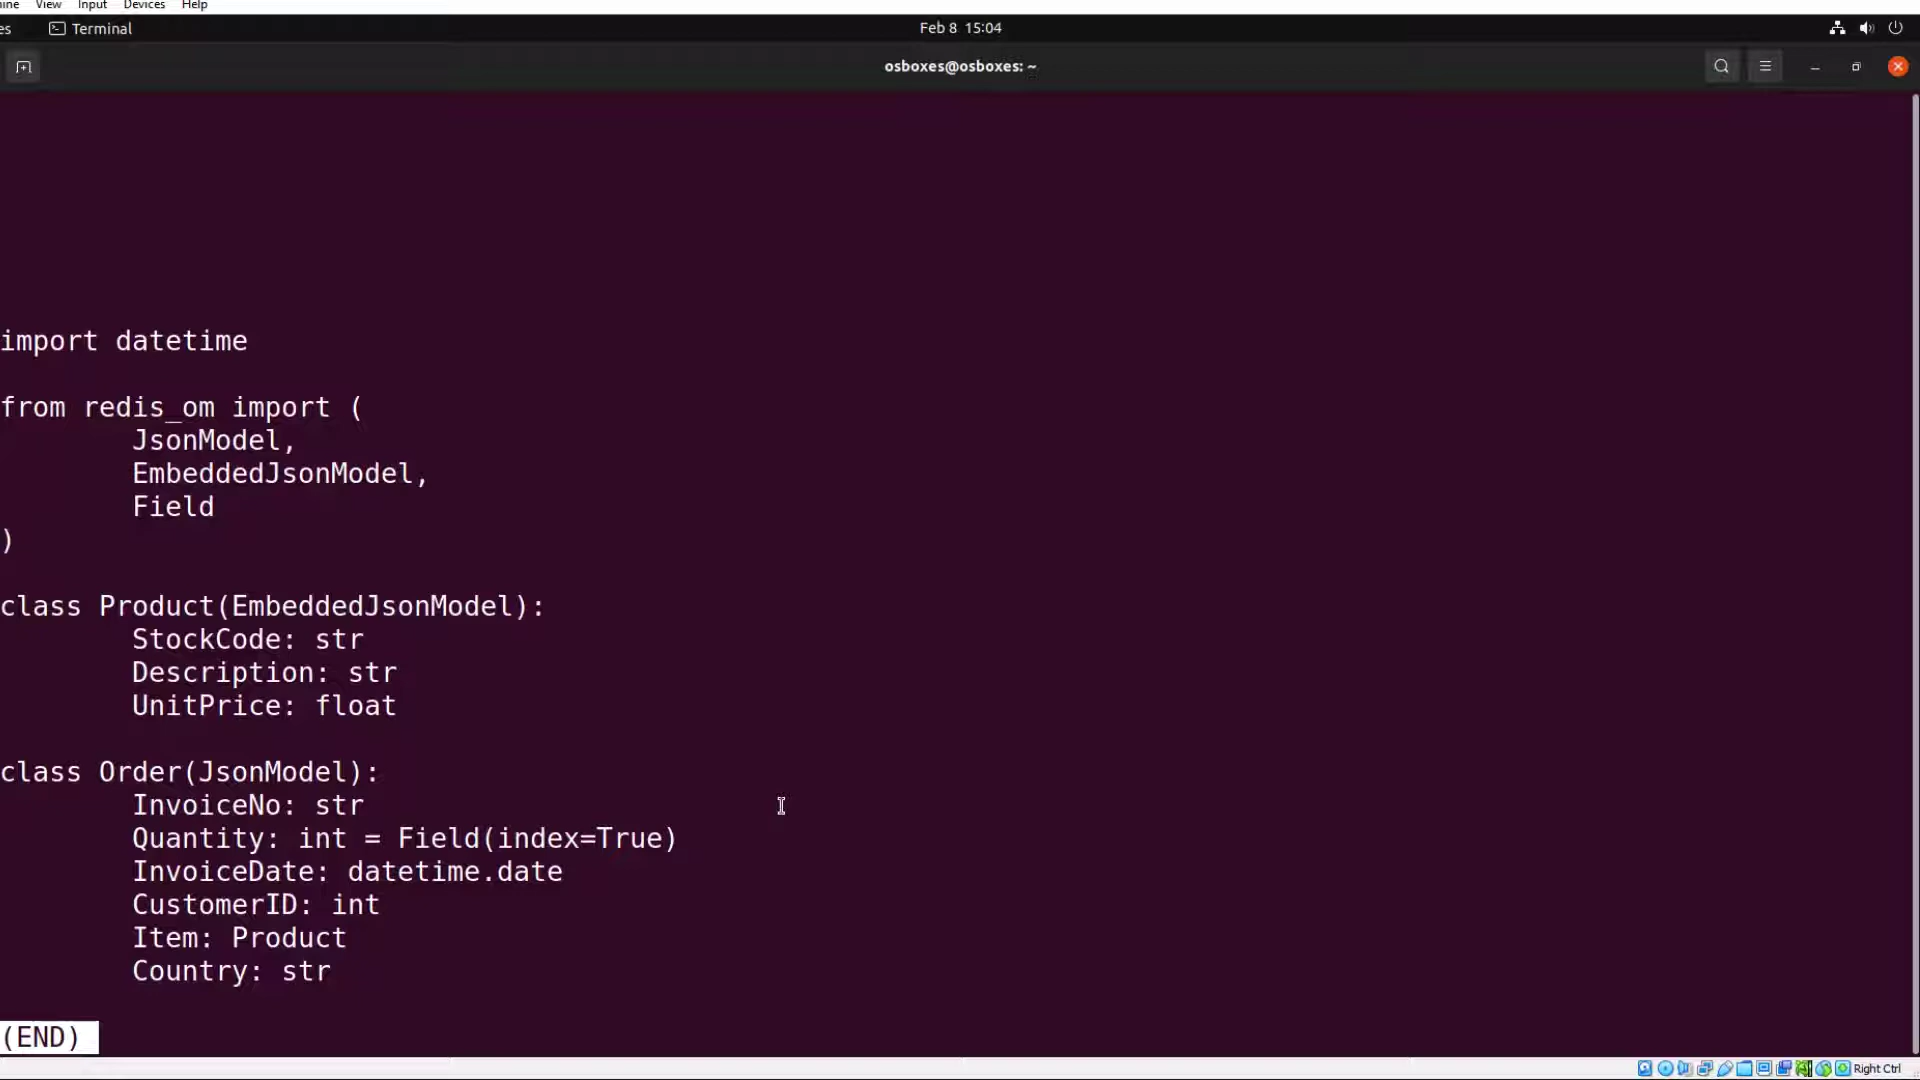 ine View Input Devices Help
es Terminal Feb 8 15:04
osboxes@osboxes: ~
import datetime
from redis_om import (
        JsonModel,
        EmbeddedJsonModel,
        Field
)
class Product(EmbeddedJsonModel):
        StockCode: str
        Description: str
        UnitPrice: float
class Order(JsonModel):
        InvoiceNo: str
        Quantity: int = Field(index=True)
        InvoiceDate: datetime.date
        CustomerID: int
        Item: Product
        Country: str
(END)
Right Ctrl